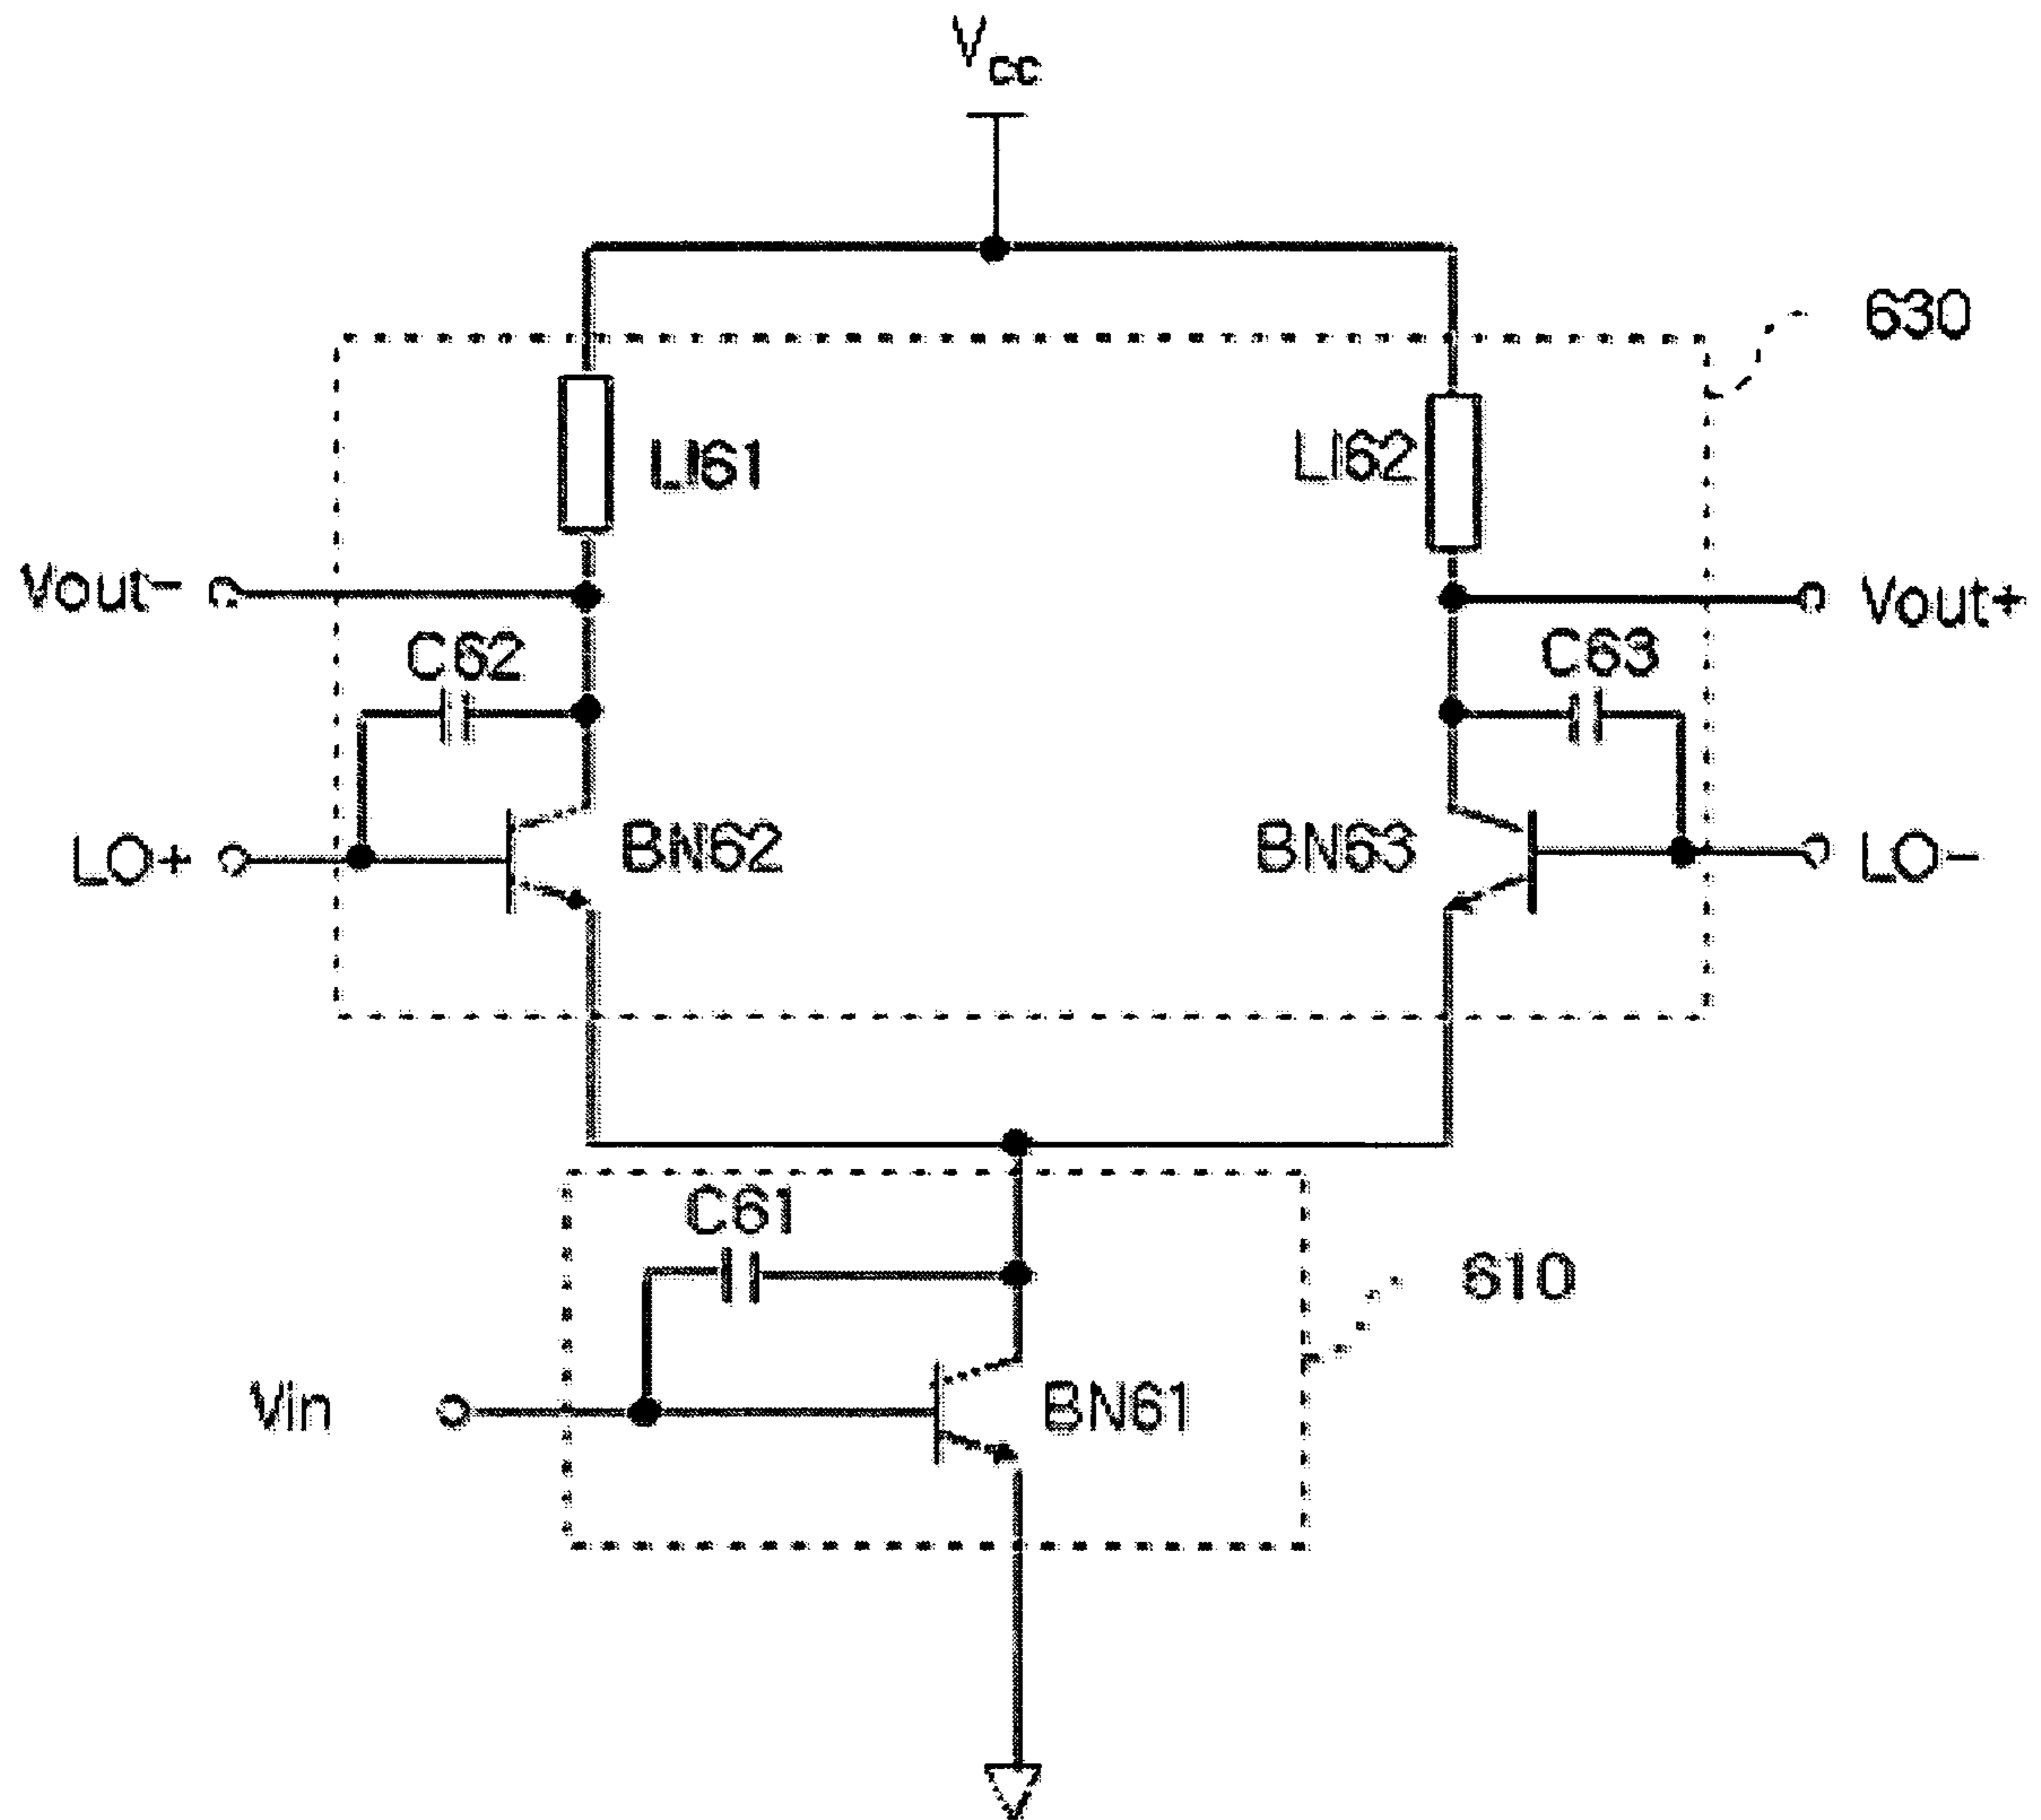 Vcc
630
LI61
LI62
Vout-
Vout+
C62
C63
LO+
BN62
BN63
LO-
C61
610
Vin
BN61